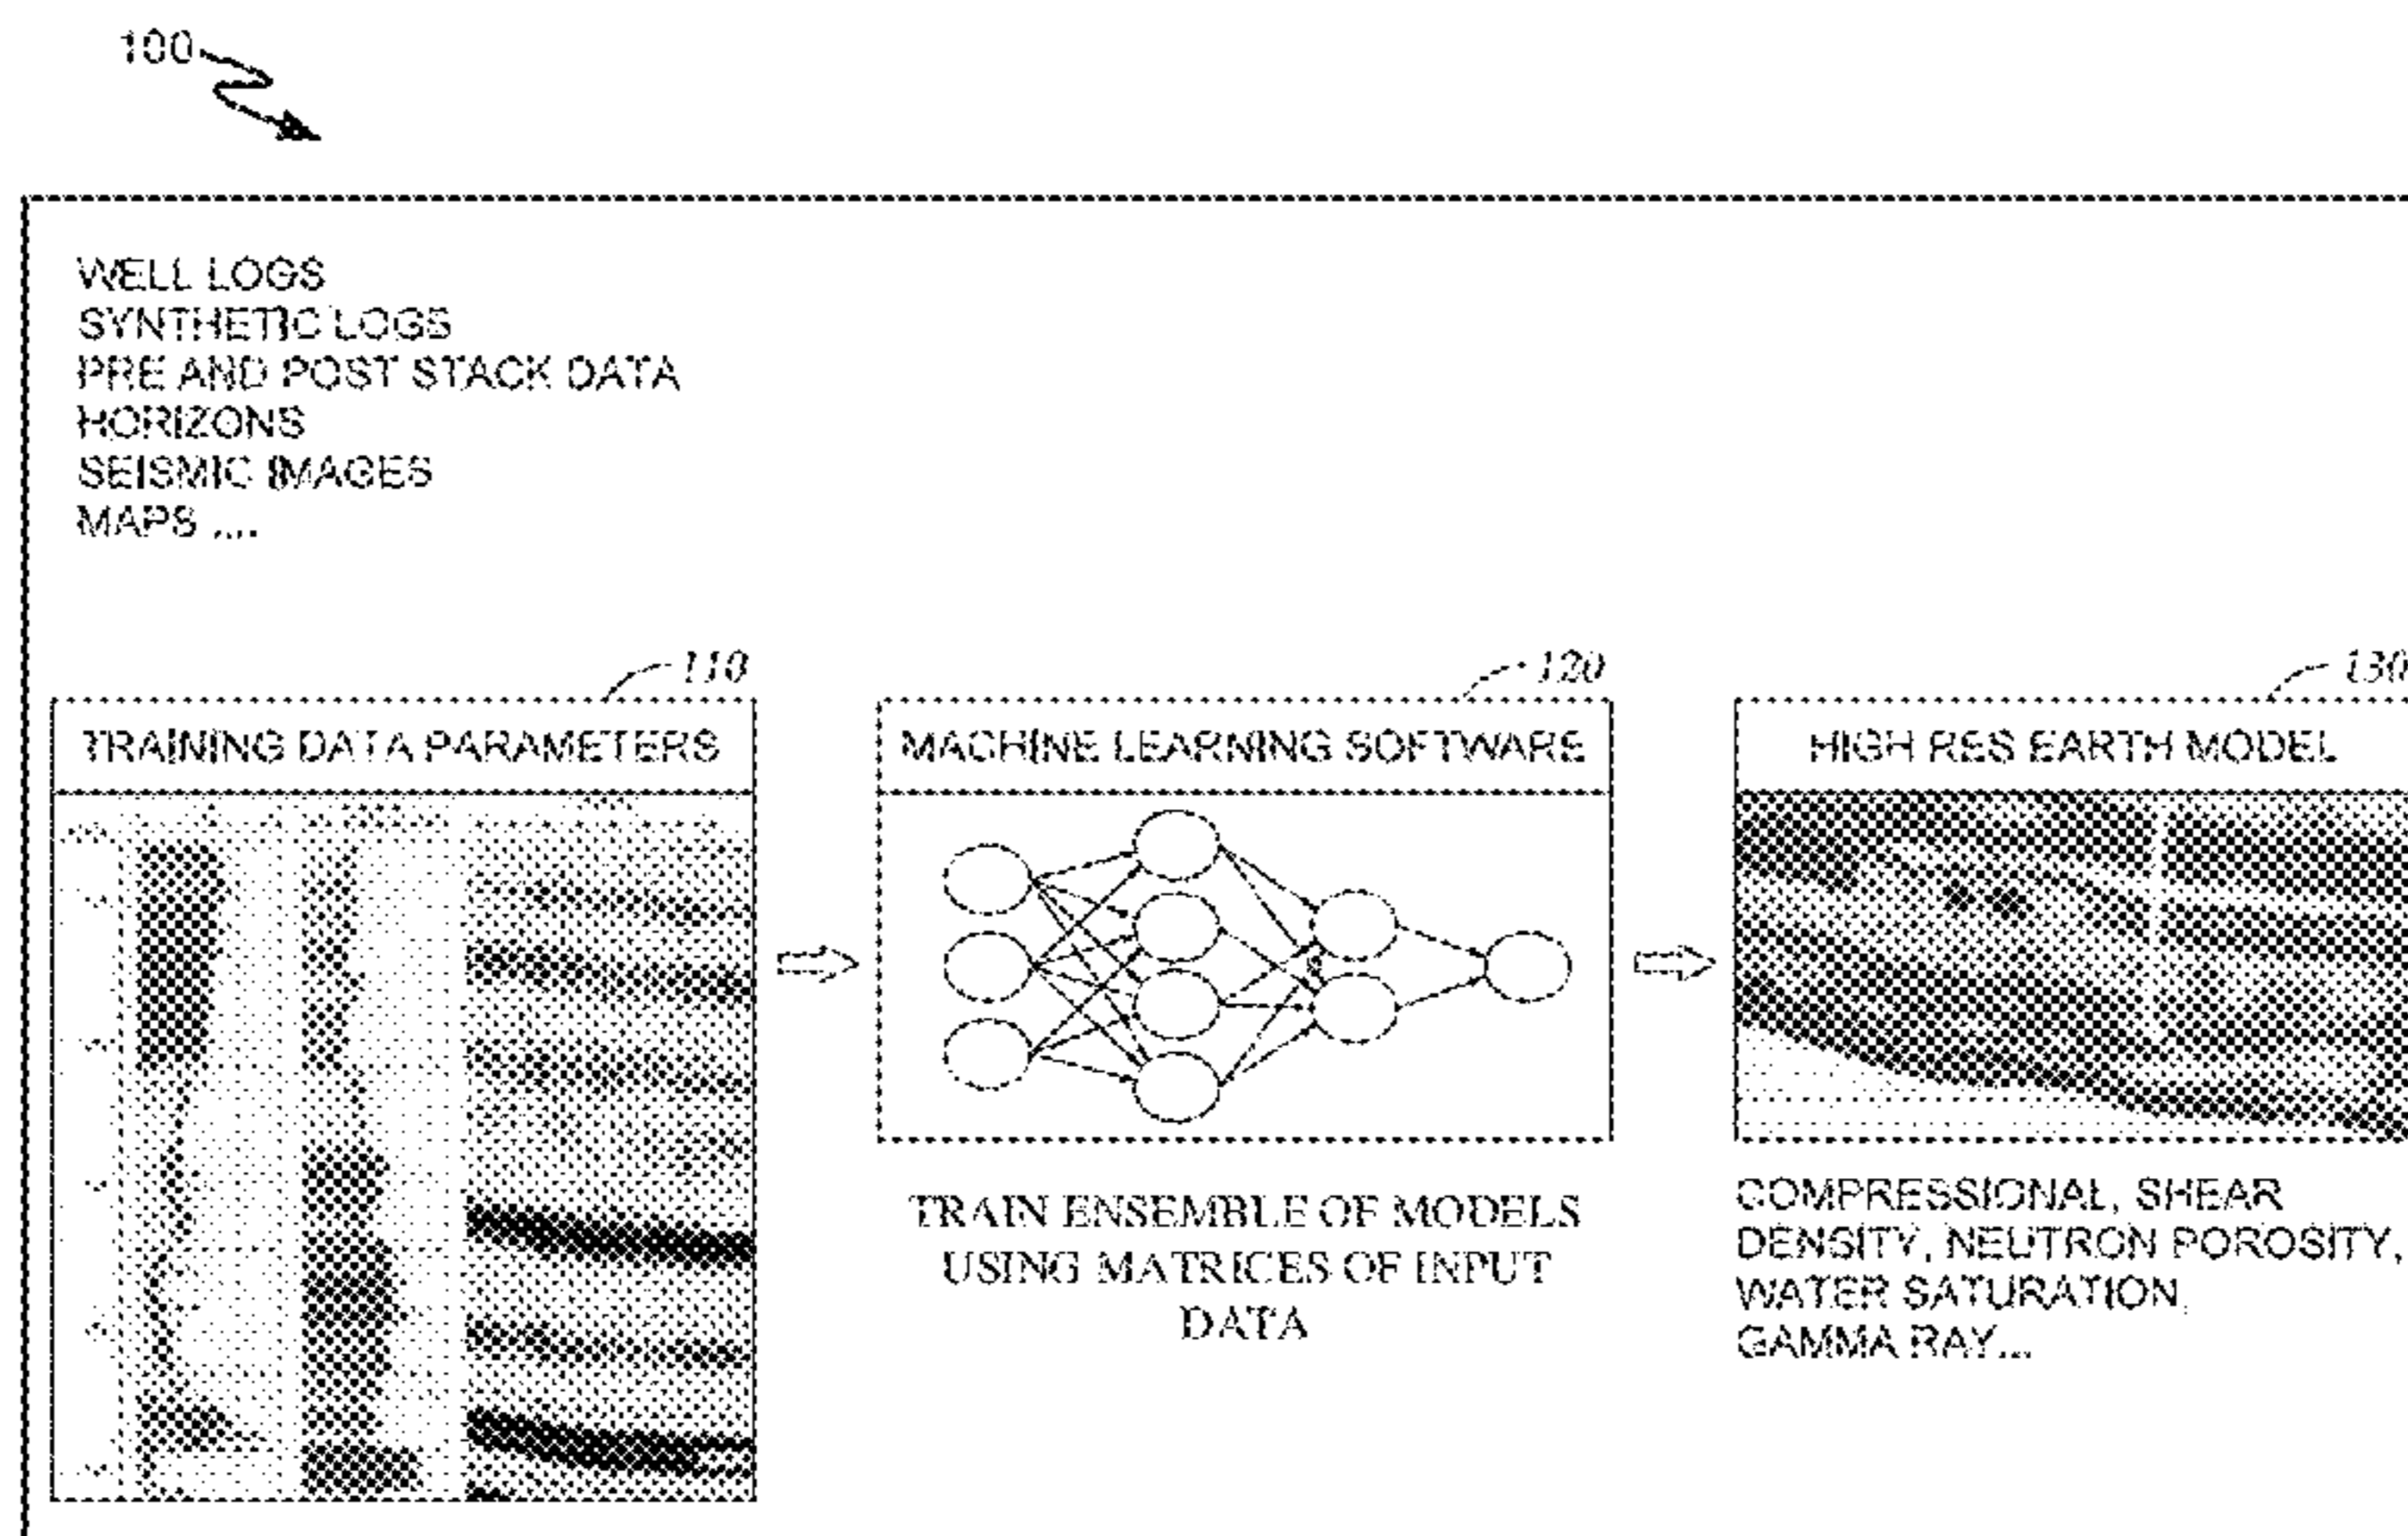 100
WELL LOGS
SYNTHETIC LOGS
PRE AND POST STACK DATA
HORIZONS
SEISMIC IMAGES
MAPS ....
110
TRAINING DATA PARAMETERS
120
MACHINE LEARNING SOFTWARE
TRAIN ENSEMBLE OF MODELS
USING MATRICES OF INPUT
DATA
130
HIGH RES EARTH MODEL
COMPRESSIONAL, SHEAR
DENSITY, NEUTRON POROSITY,
WATER SATURATION,
GAMMA RAY...